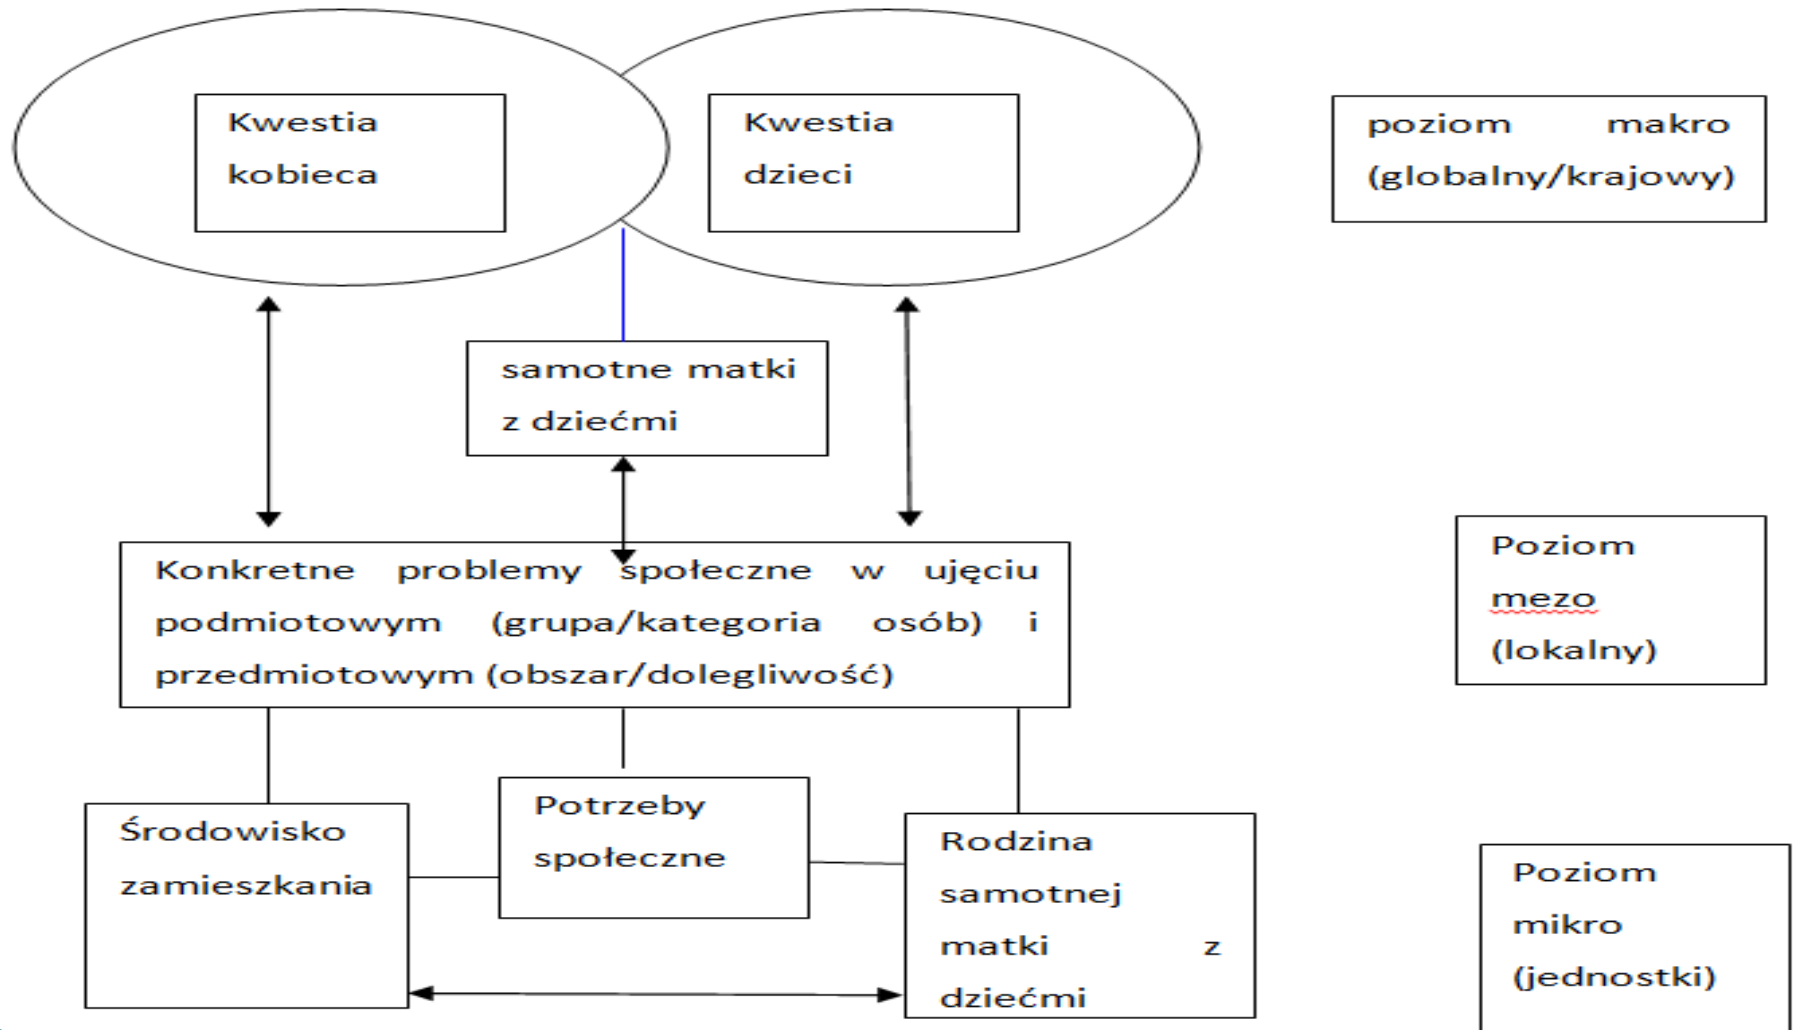 Kwestia
kobieca
Kwestia
dzieci
poziom makro
(globalny/krajowy)
samotne matki
z dziećmi
Konkretne problemy społeczne w ujęciu
podmiotowym (grupa/kategoria osób) i
przedmiotowym (obszar/dolegliwość)
Poziom
mezo
(lokalny)
Środowisko
zamieszkania
Potrzeby
społeczne
Rodzina
samotnej
matki z
dziećmi
Poziom
mikro
(jednostki)